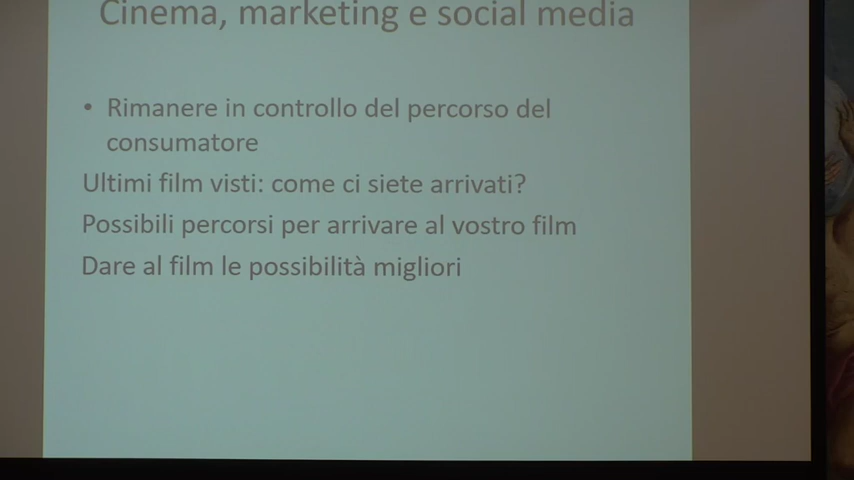 Cinema, marketing e social media
• Rimanere in controllo del percorso del
consumatore
Ultimi film visti: come ci siete arrivati?
Possibili percorsi per arrivare al vostro film
Dare al film le possibilità migliori